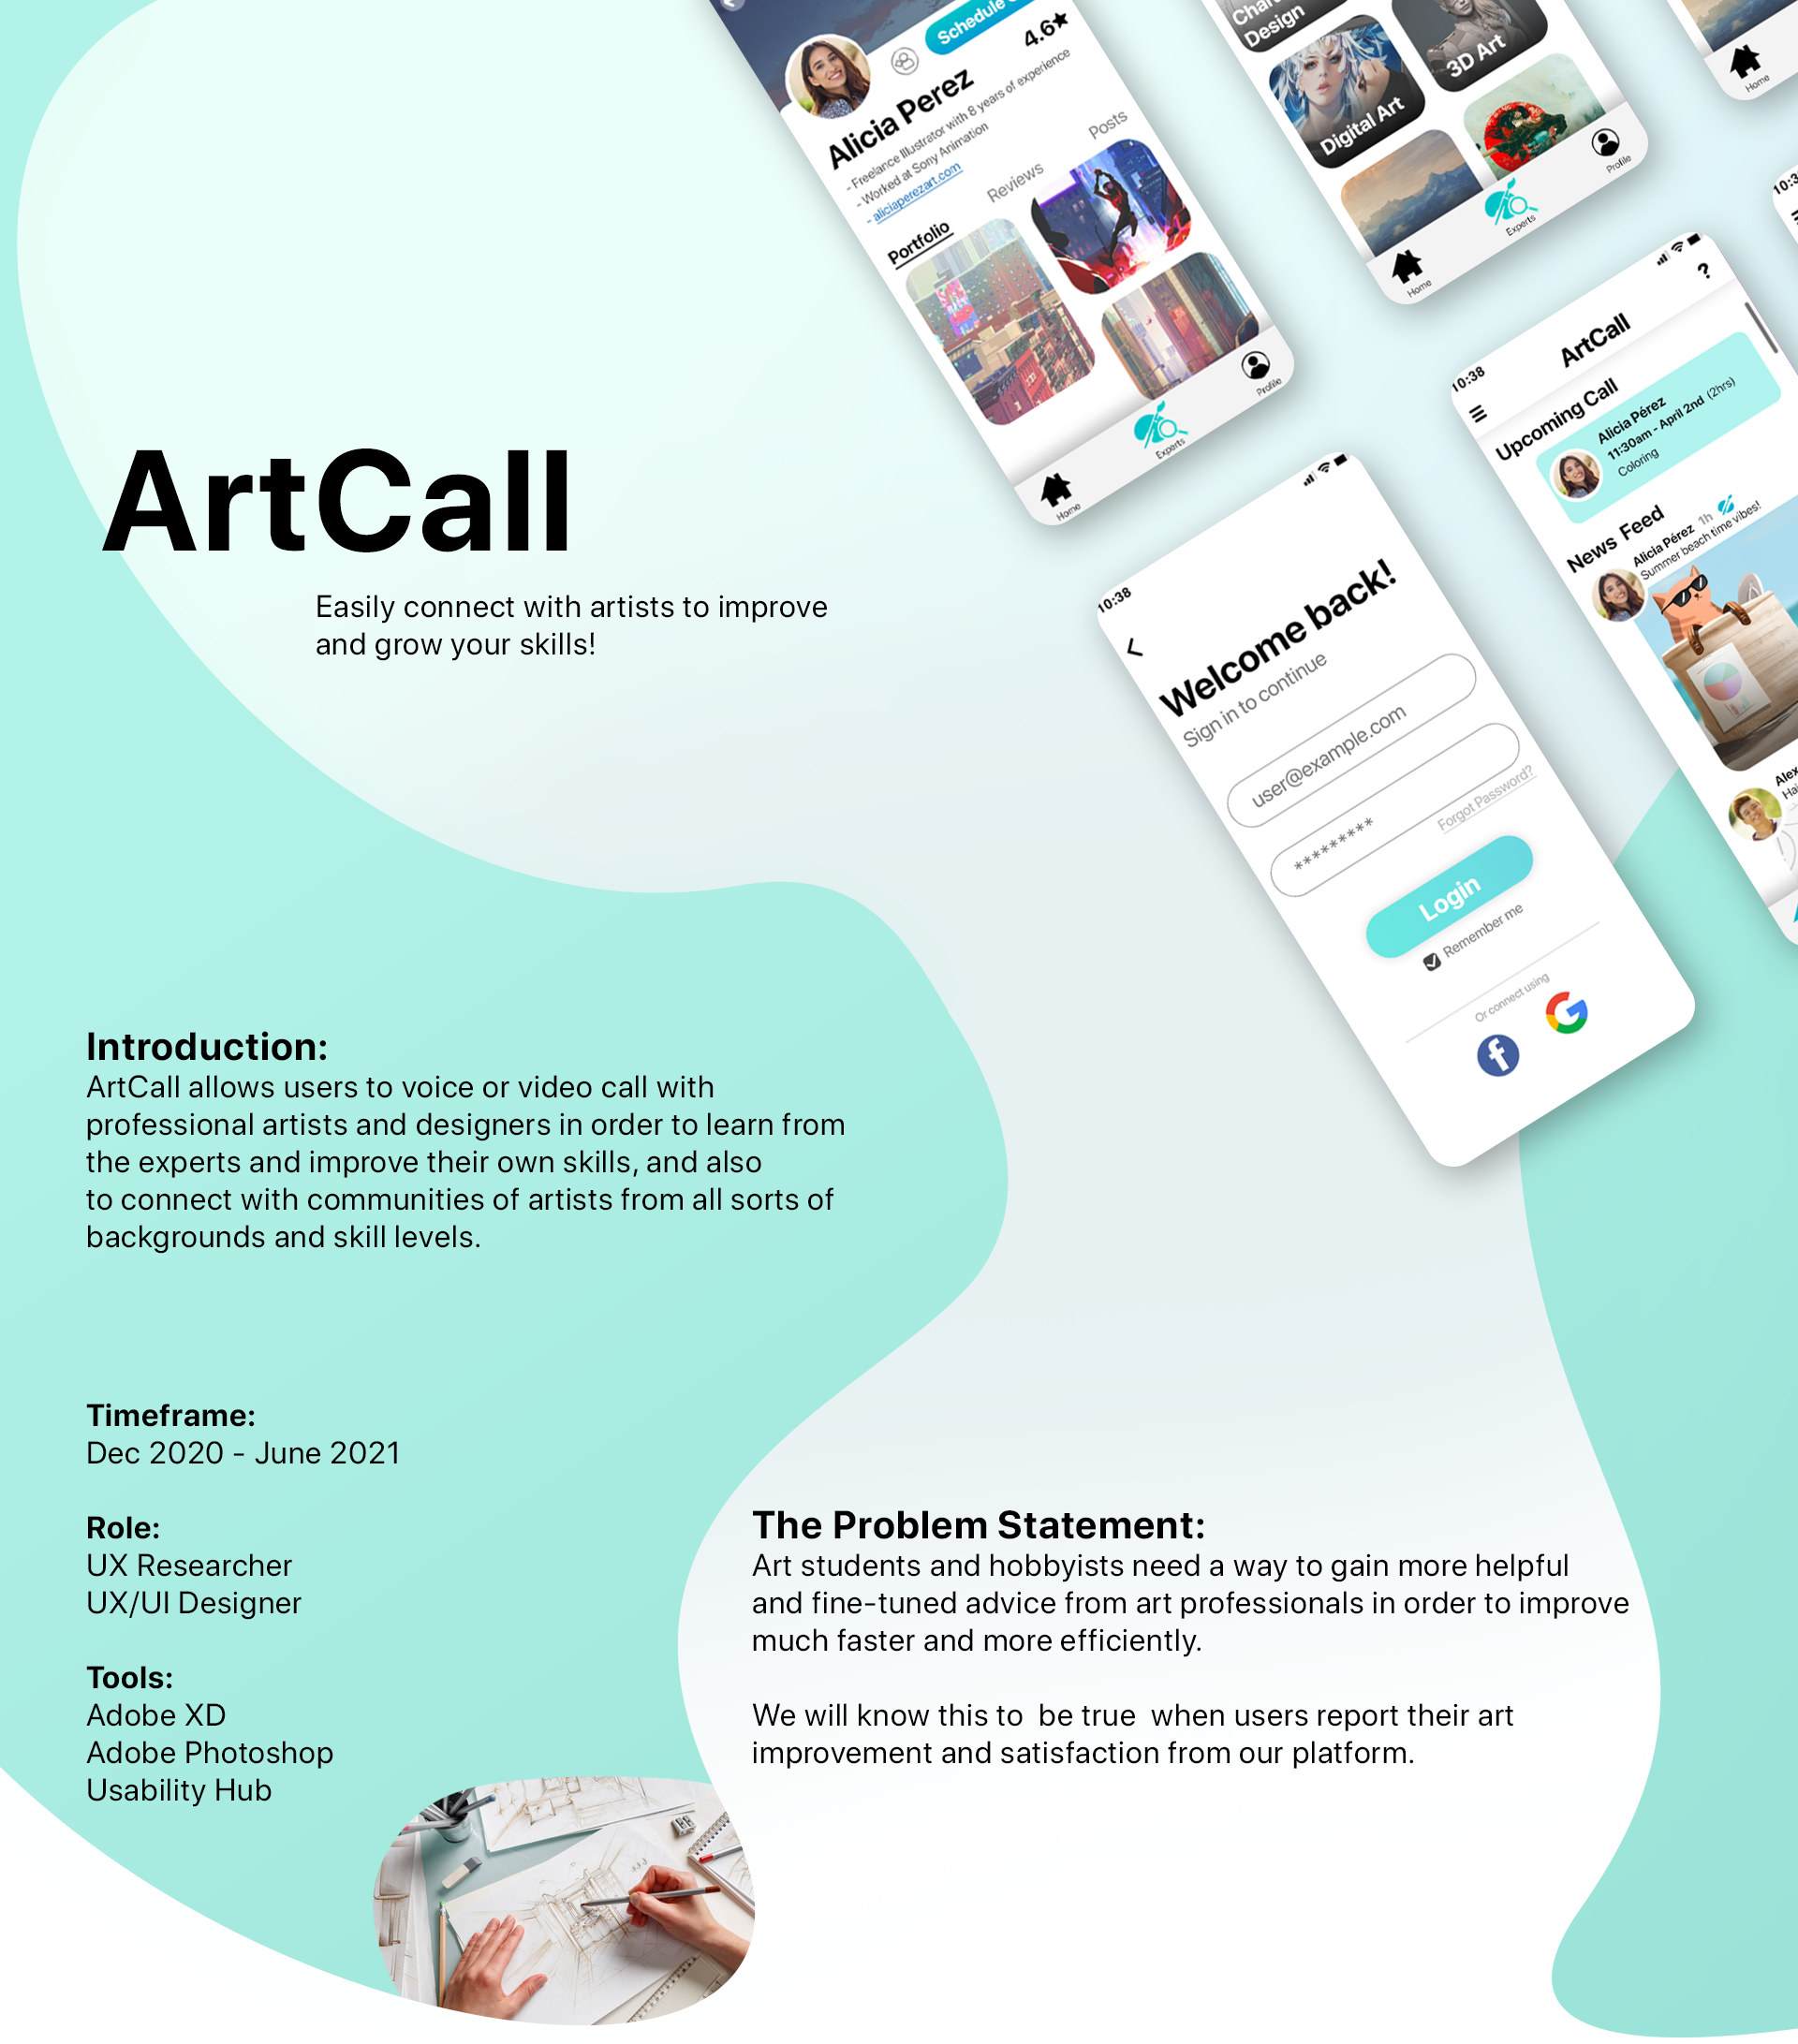 Schedule
4.6★
Alicia Perez
- Freelance Illustrator with 8 years of experience
- Worked at Sony Animation
- aliciaperezart.com
Portfolio
Reviews
Posts
Home
Experts
Profile
Design
3D Art
Digital Art
Home
Experts
Profile
Home
10:38
?
ArtCall
Upcoming Call
Alicia Pérez
11:30am - April 2nd (2hrs)
Coloring
News Feed
Alicia Pérez 1h
Summer beach time vibes!
10:38
Welcome back!
Sign in to continue
user@example.com
*********
Forgot Password?
Login
Remember me
Or connect using
ArtCall
Easily connect with artists to improve
and grow your skills!
Introduction:
ArtCall allows users to voice or video call with
professional artists and designers in order to learn from
the experts and improve their own skills, and also
to connect with communities of artists from all sorts of
backgrounds and skill levels.
Timeframe:
Dec 2020 - June 2021
Role:
UX Researcher
UX/UI Designer
Tools:
Adobe XD
Adobe Photoshop
Usability Hub
The Problem Statement:
Art students and hobbyists need a way to gain more helpful
and fine-tuned advice from art professionals in order to improve
much faster and more efficiently.
We will know this to  be true  when users report their art
improvement and satisfaction from our platform.